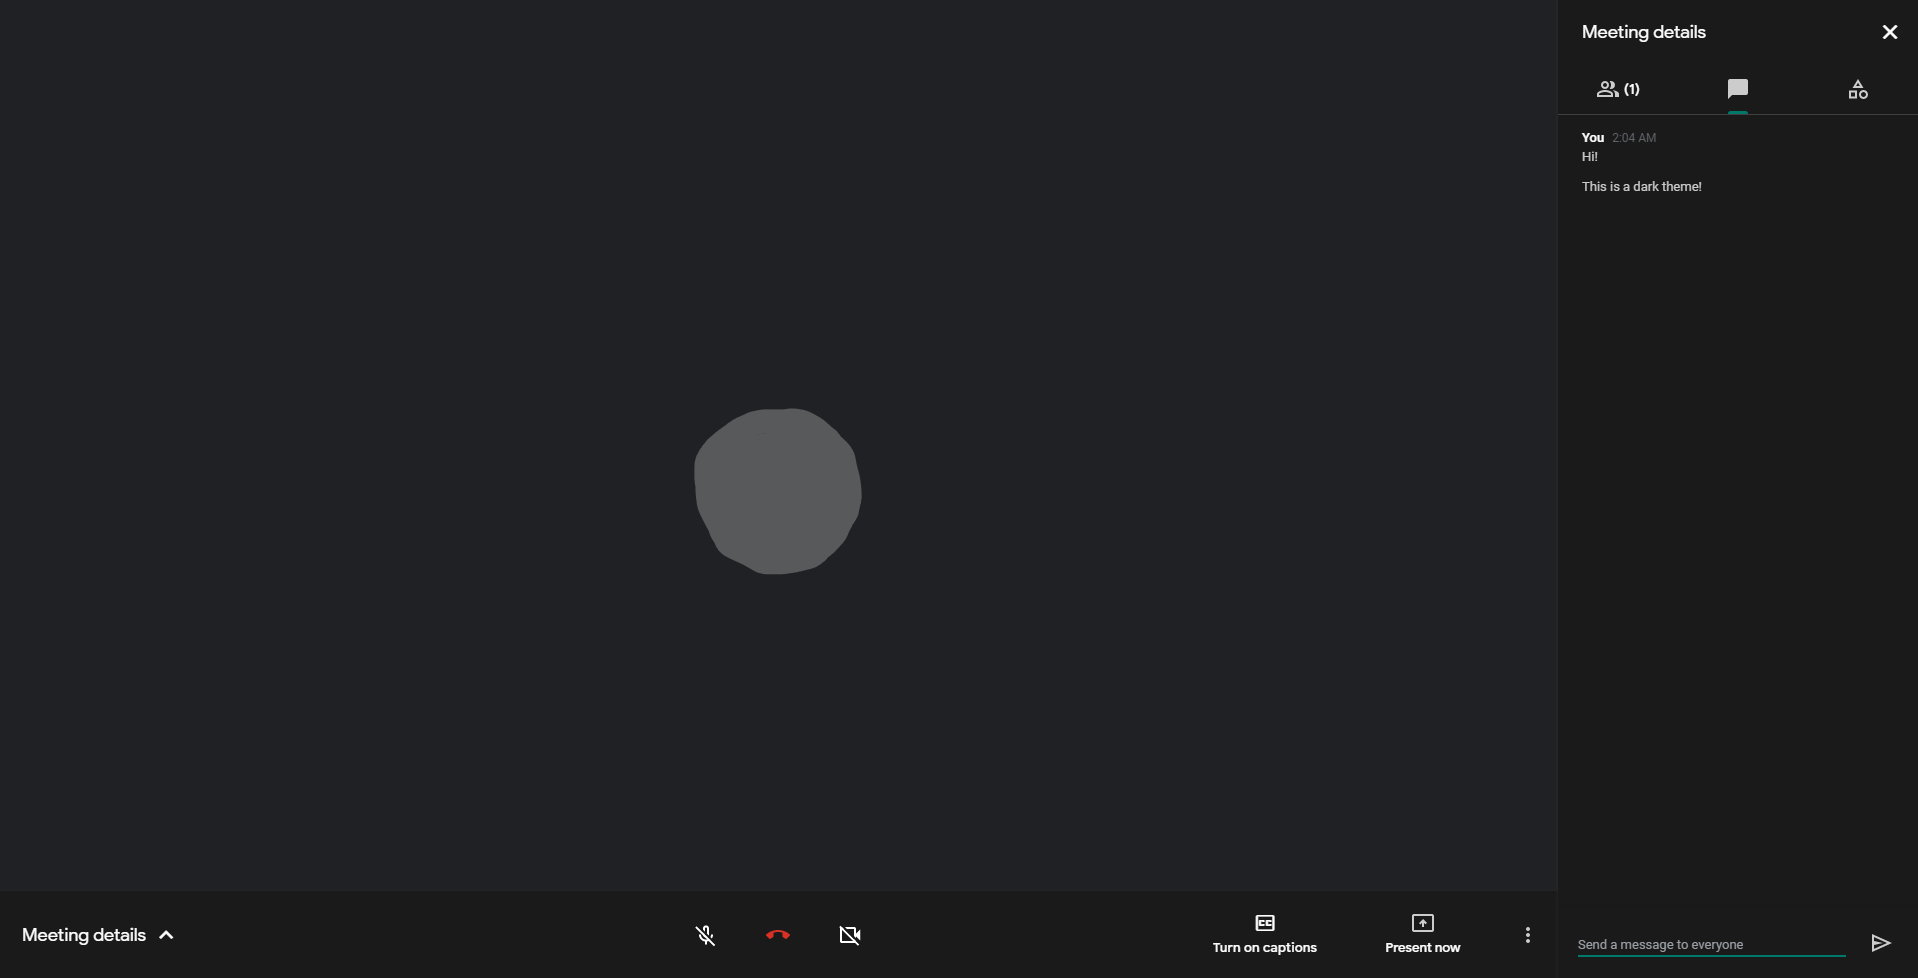 Meeting details
(1)
You 2:04 AM
Hi!
This is a dark theme!
Meeting details
CC
Turn on captions
Present now
Send a message to everyone